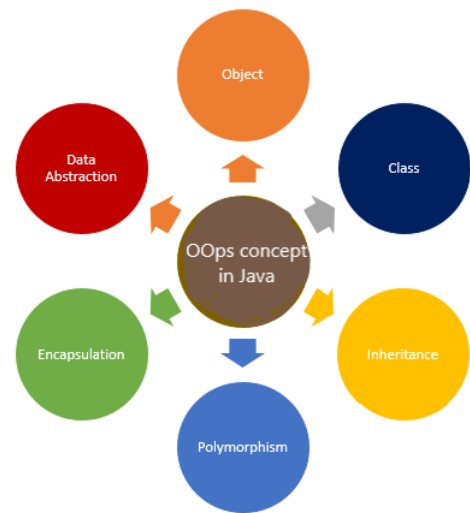 Object
Data
Abstraction
Class
OOps concept
in Java
Encapsulation
Inheritance
Polymorphism